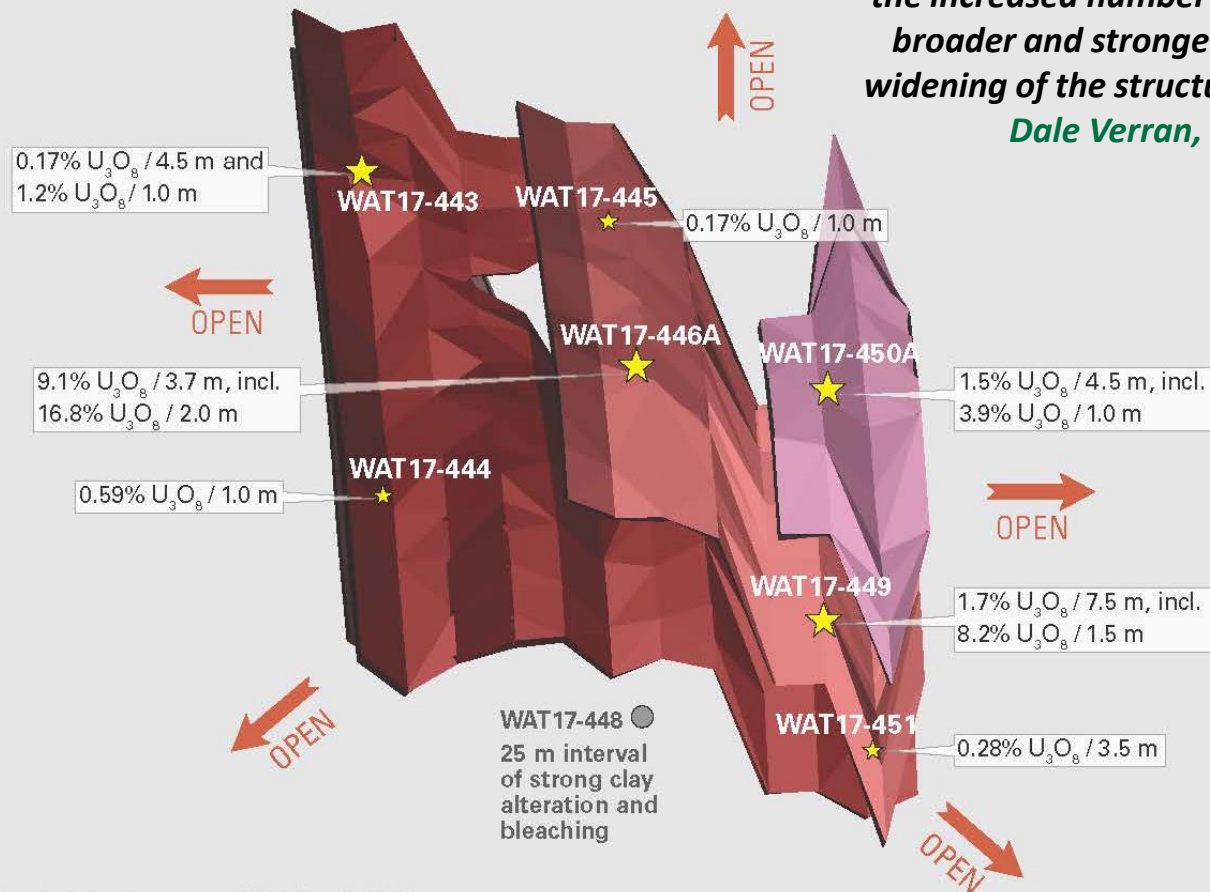 the increased number
broader and stronge
widening of the structu
Dale Verran,
OPEN
0.17% U₃O₈ / 4.5 m and
1.2% U₃O₈ / 1.0 m
WAT17-443
WAT17-445
0.17% U₃O₈ / 1.0 m
OPEN
WAT17-446A
WAT17-450A
9.1% U₃O₈ / 3.7 m, incl.
16.8% U₃O₈ / 2.0 m
1.5% U₃O₈ / 4.5 m, incl.
3.9% U₃O₈ / 1.0 m
WAT17-444
0.59% U₃O₈ / 1.0 m
OPEN
WAT17-449
1.7% U₃O₈ / 7.5 m, incl.
8.2% U₃O₈ / 1.5 m
OPEN
WAT17-448
25 m interval
of strong clay
alteration and
bleaching
WAT17-451
0.28% U₃O₈ / 3.5 m
OPEN